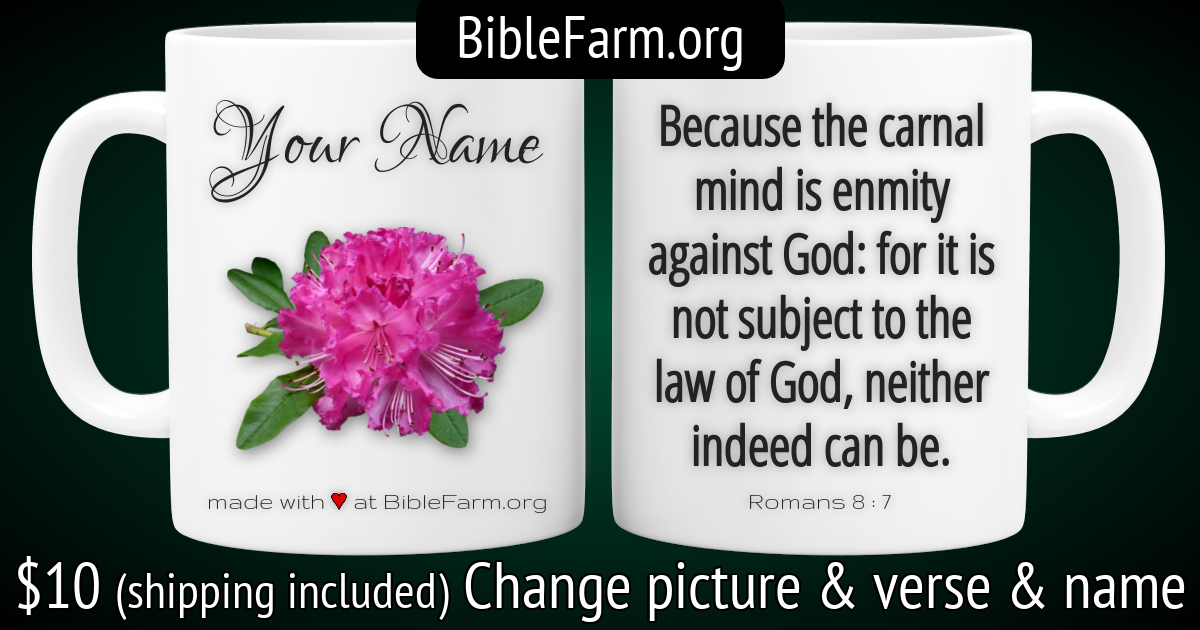 BibleFarm.org
Your Name
made with ♥ at BibleFarm.org
Because the carnal
mind is enmity
against God: for it is
not subject to the
law of God, neither
indeed can be.
Romans 8 : 7
$10 (shipping included) Change picture & verse & name